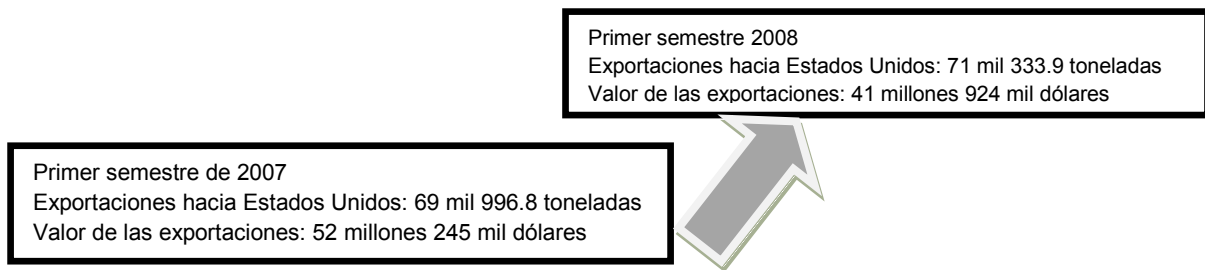 Primer semestre 2008
Exportaciones hacia Estados Unidos: 71 mil 333.9 toneladas
Valor de las exportaciones: 41 millones 924 mil dólares
Primer semestre de 2007
Exportaciones hacia Estados Unidos: 69 mil 996.8 toneladas
Valor de las exportaciones: 52 millones 245 mil dólares